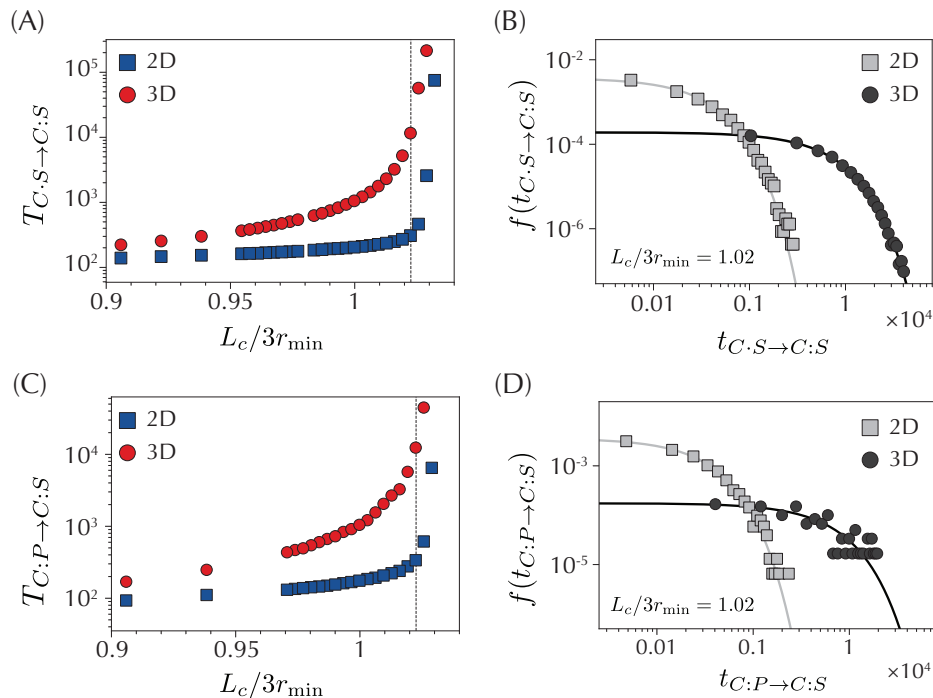 (A)
T_{C·S→C:S}
10^5
10^4
10^3
10^2
2D
3D
0.9
0.95
1
L_c/3r_min
(B)
f(t_{C·S→C:S})
10^-2
10^-4
10^-6
2D
3D
L_c/3r_min = 1.02
0.01
0.1
1
×10^4
t_{C·S→C:S}
(C)
T_{C:P→C:S}
10^4
10^3
10^2
2D
3D
0.9
0.95
1
L_c/3r_min
(D)
f(t_{C:P→C:S})
10^-3
10^-5
2D
3D
L_c/3r_min = 1.02
0.01
0.1
1
×10^4
t_{C:P→C:S}